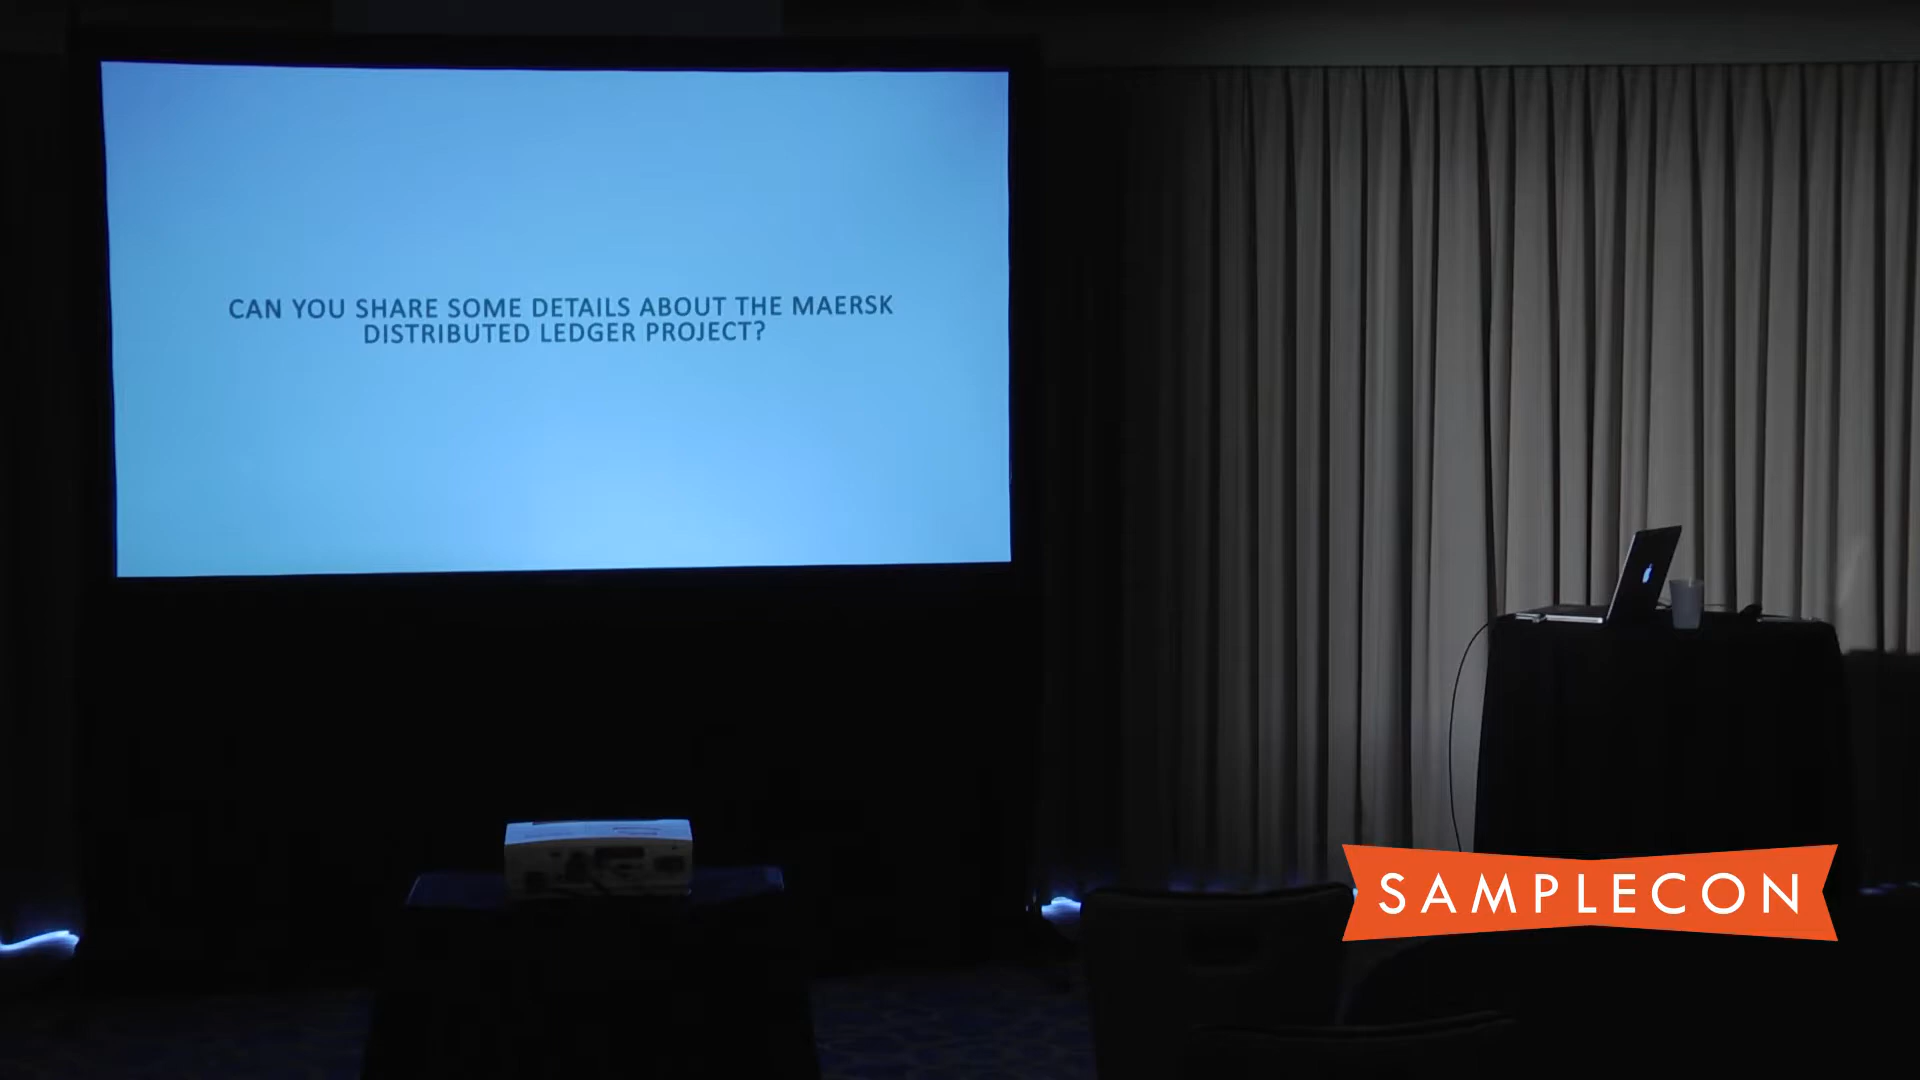 CAN YOU SHARE SOME DETAILS ABOUT THE MAERSK
DISTRIBUTED LEDGER PROJECT?
SAMPLECON